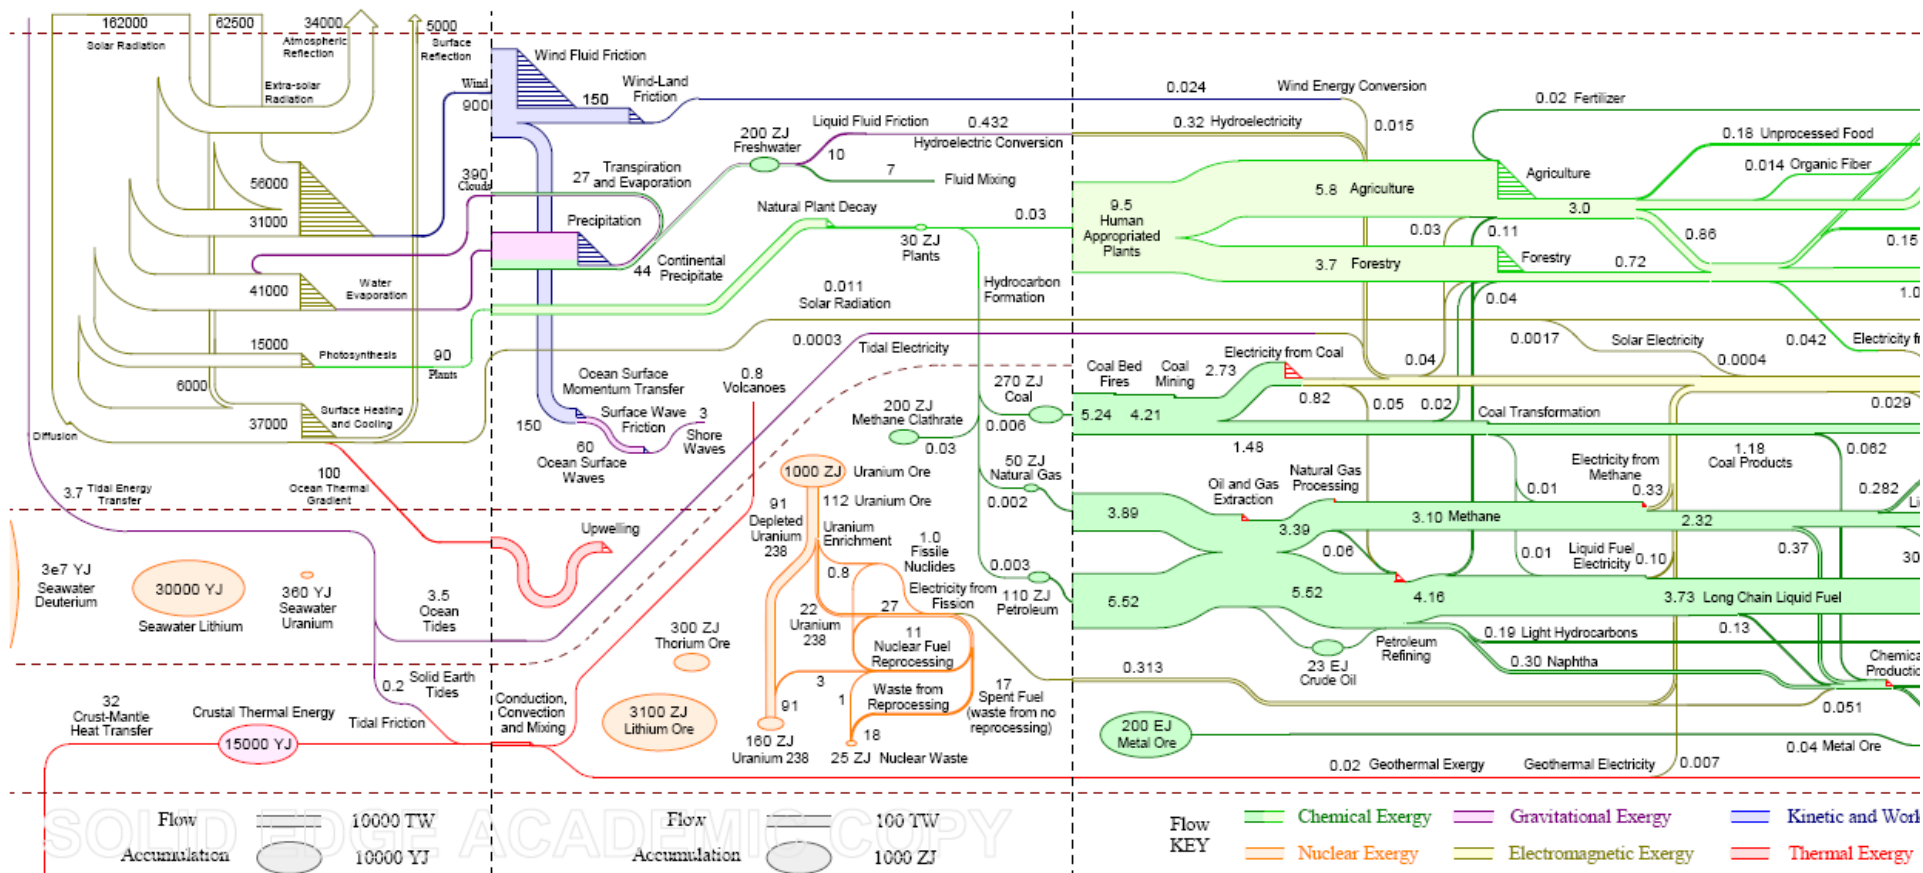 162000
Solar Radiation
62500
34000
Atmospheric
Reflection
5000
Surface
Reflection
Extra-solar
Radiation
56000
31000
41000
Water
Evaporation
15000
Photosynthesis
6000
37000
Surface Heating
and Cooling
Diffusion
Wind
900
390
Clouds
90
Plants
100
Ocean Thermal
Gradient
3.7 Tidal Energy
Transfer
3e7 YJ
Seawater
Deuterium
30000 YJ
Seawater Lithium
360 YJ
Seawater
Uranium
3.5
Ocean
Tides
0.2
Solid Earth
Tides
Tidal Friction
32
Crust-Mantle
Heat Transfer
Crustal Thermal Energy
15000 YJ
Wind Fluid Friction
150
Wind-Land
Friction
27
Transpiration
and Evaporation
Precipitation
44
Continental
Precipitate
200 ZJ
Freshwater
Liquid Fluid Friction
10
0.432
Hydroelectric Conversion
7
Fluid Mixing
Natural Plant Decay
30 ZJ
Plants
0.03
Hydrocarbon
Formation
0.011
Solar Radiation
0.0003
Tidal Electricity
Ocean Surface
Momentum Transfer
150
Surface Wave
Friction
3
Shore
Waves
60
Ocean Surface
Waves
0.8
Volcanoes
Upwelling
200 ZJ
Methane Clathrate
0.03
270 ZJ
Coal
0.006
50 ZJ
Natural Gas
0.002
0.003
110 ZJ
Petroleum
1000 ZJ
Uranium Ore
91
Depleted
Uranium
238
112 Uranium Ore
Uranium
Enrichment
0.8
1.0
Fissile
Nuclides
Electricity from
Fission
27
22
Uranium
238
11
Nuclear Fuel
Reprocessing
3
Waste from
Reprocessing
1
17
Spent Fuel
(waste from no
reprocessing)
91
160 ZJ
Uranium 238
18
25 ZJ Nuclear Waste
300 ZJ
Thorium Ore
3100 ZJ
Lithium Ore
Conduction,
Convection
and Mixing
0.024
Wind Energy Conversion
0.32 Hydroelectricity
0.015
9.5
Human
Appropriated
Plants
5.8 Agriculture
3.7 Forestry
0.02 Fertilizer
Agriculture
3.0
0.18 Unprocessed Food
0.014 Organic Fiber
0.03
0.11
Forestry
0.72
0.86
0.15
0.04
1.0
0.0017
Solar Electricity
0.0004
0.042
Electricity fr
Coal Bed
Fires
Coal
Mining
2.73
Electricity from Coal
0.04
0.82
0.05
0.02
0.029
5.24
4.21
Coal Transformation
1.48
1.18
Coal Products
0.062
Natural Gas
Processing
Oil and Gas
Extraction
Electricity from
Methane
0.33
0.01
0.282
Li
3.89
3.39
3.10 Methane
2.32
0.06
0.01
Liquid Fuel
Electricity
0.10
0.37
30
5.52
5.52
4.16
3.73 Long Chain Liquid Fuel
0.19 Light Hydrocarbons
0.13
23 EJ
Crude Oil
Petroleum
Refining
0.30 Naphtha
Chemica
Productio
0.313
0.051
200 EJ
Metal Ore
0.04 Metal Ore
0.02 Geothermal Exergy
Geothermal Electricity
0.007
SOLID EDGE ACADEMIC COPY
Flow
10000 TW
Accumulation
10000 YJ
Flow
100 TW
Accumulation
1000 ZJ
Flow
KEY
Chemical Exergy
Gravitational Exergy
Kinetic and Work
Nuclear Exergy
Electromagnetic Exergy
Thermal Exergy